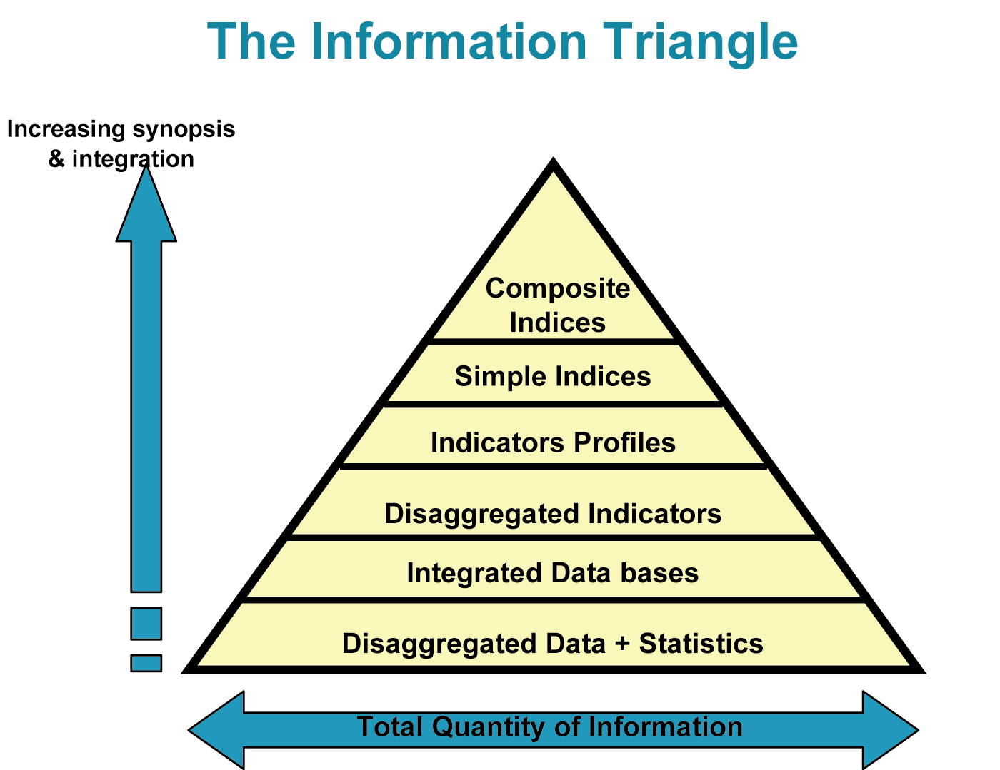 The Information Triangle
Increasing synopsis
& integration
Composite
Indices
Simple Indices
Indicators Profiles
Disaggregated Indicators
Integrated Data bases
Disaggregated Data + Statistics
Total Quantity of Information